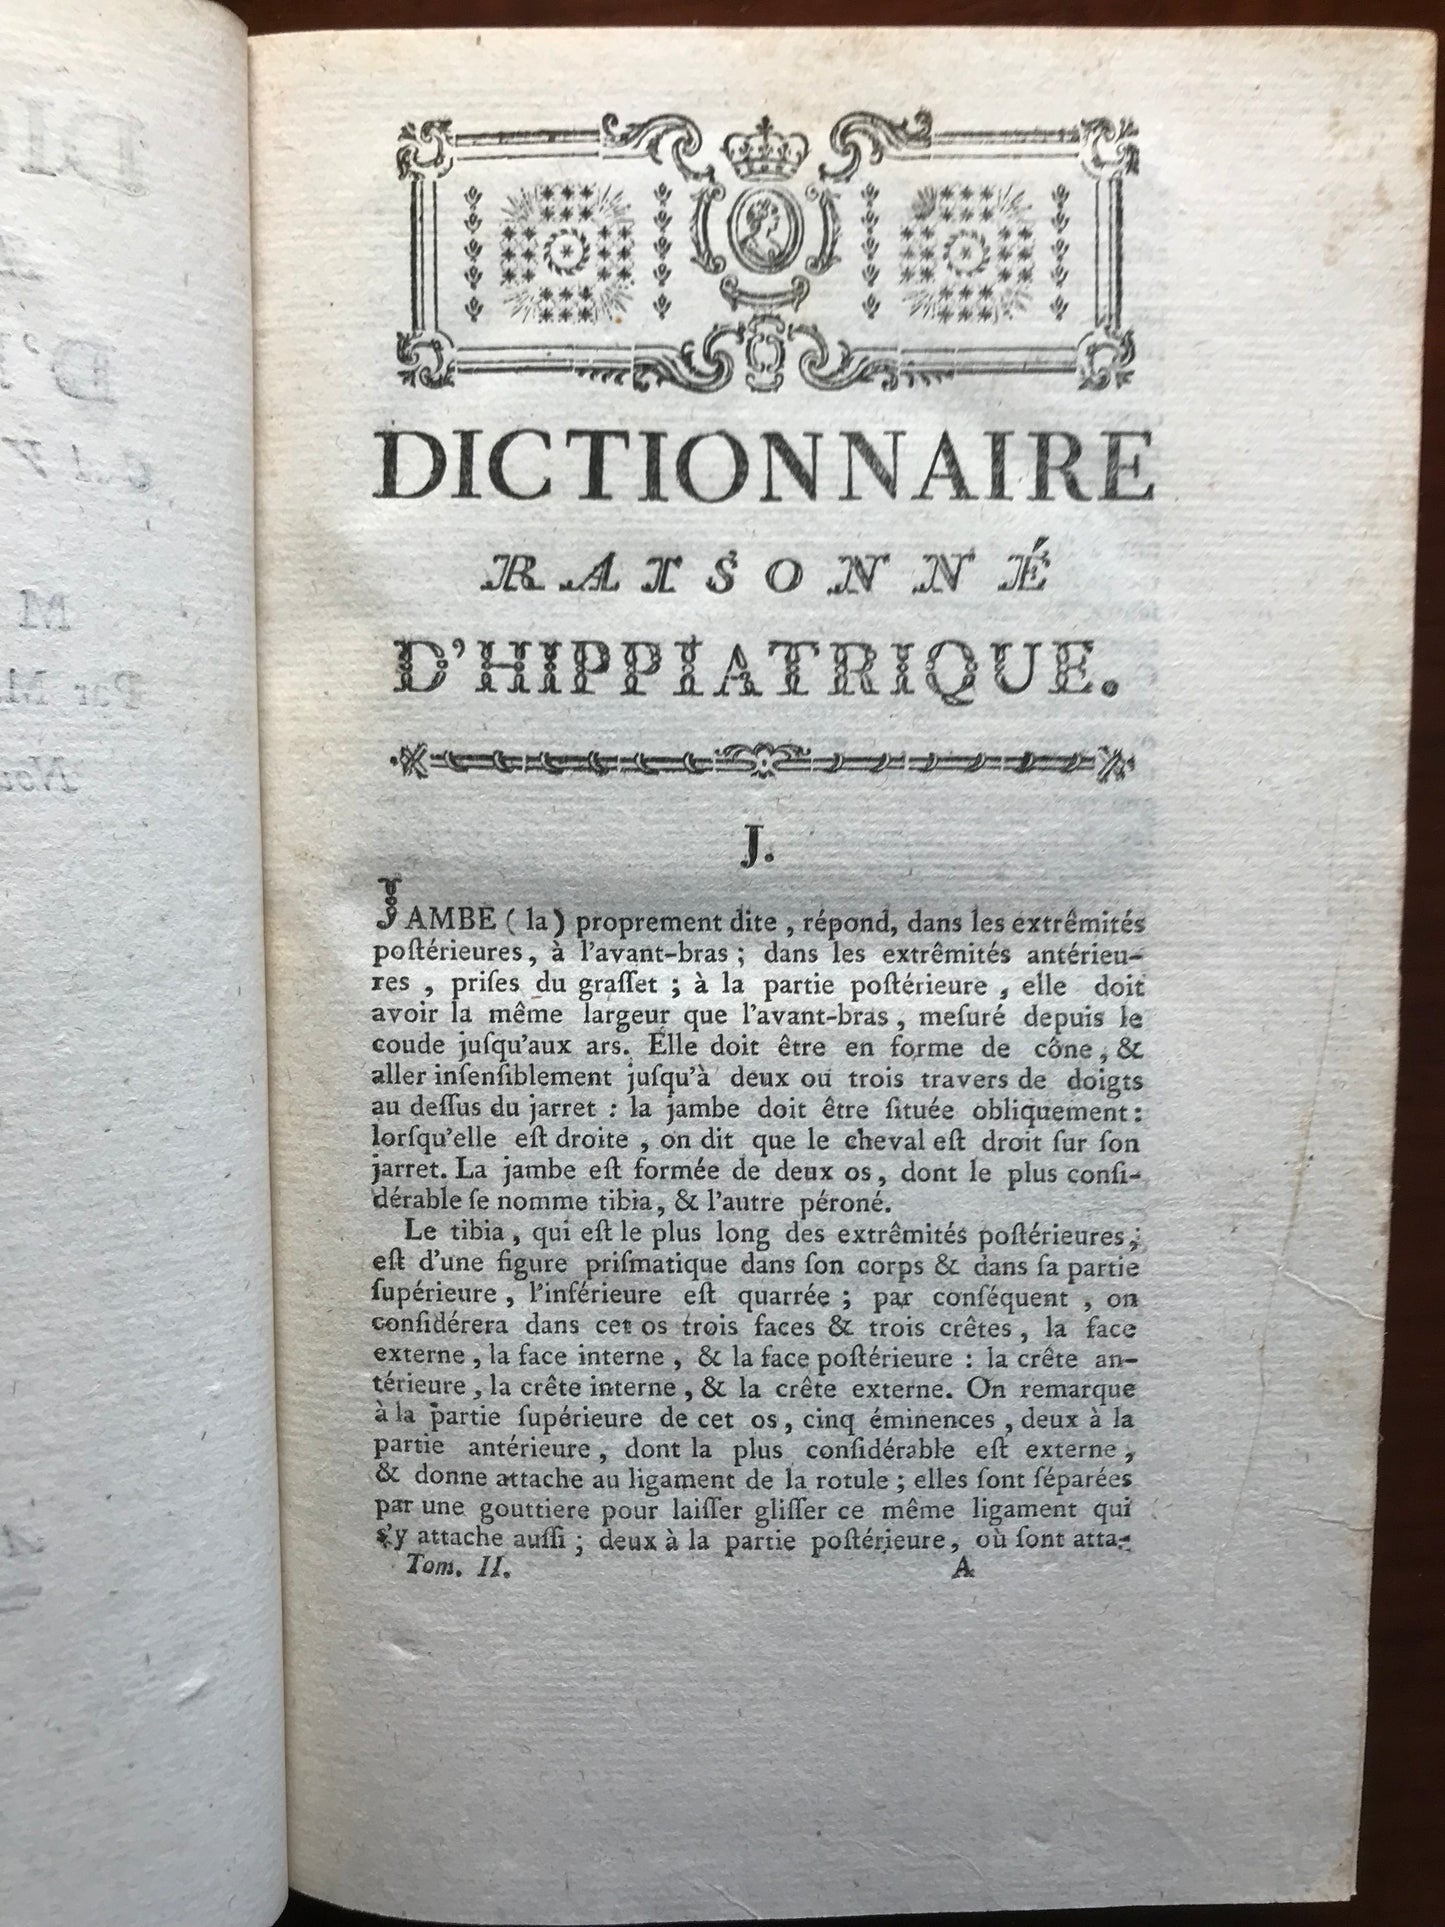 DICTIONNAIRE
RAISONNÉ
D'HIPPIATRIQUE.
J.
JAMBE ( la ) proprement dite , répond, dans les extrêmités
poſtérieures, à l'avant-bras ; dans les extrêmités antérieu-
res , priſes du graſſet ; à la partie poſtérieure , elle doit
avoir la même largeur que l'avant-bras , meſuré depuis le
coude juſqu'aux ars. Elle doit être en forme de cône , &
aller inſenſiblement juſqu'à deux ou trois travers de doigts
au deſſus du jarret : la jambe doit être ſituée obliquement :
lorſqu'elle eſt droite , on dit que le cheval eſt droit ſur ſon
jarret. La jambe eſt formée de deux os , dont le plus conſi-
dérable ſe nomme tibia, & l'autre péroné.
Le tibia , qui eſt le plus long des extrêmités poſtérieures ,
eſt d'une figure priſmatique dans ſon corps & dans ſa partie
ſupérieure , l'inférieure eſt quarrée ; par conſéquent , on
conſidérera dans cet os trois faces & trois crêtes , la face
externe , la face interne , & la face poſtérieure : la crête an-
térieure , la crête interne , & la crête externe. On remarque
à la partie ſupérieure de cet os , cinq éminences , deux à la
partie antérieure , dont la plus conſidérable eſt externe ,
& donne attache au ligament de la rotule ; elles ſont ſéparées
par une gouttiere pour laiſſer gliſſer ce même ligament qui
s'y attache auſſi ; deux à la partie poſtérieure , où ſont atta-
Tom. II. A